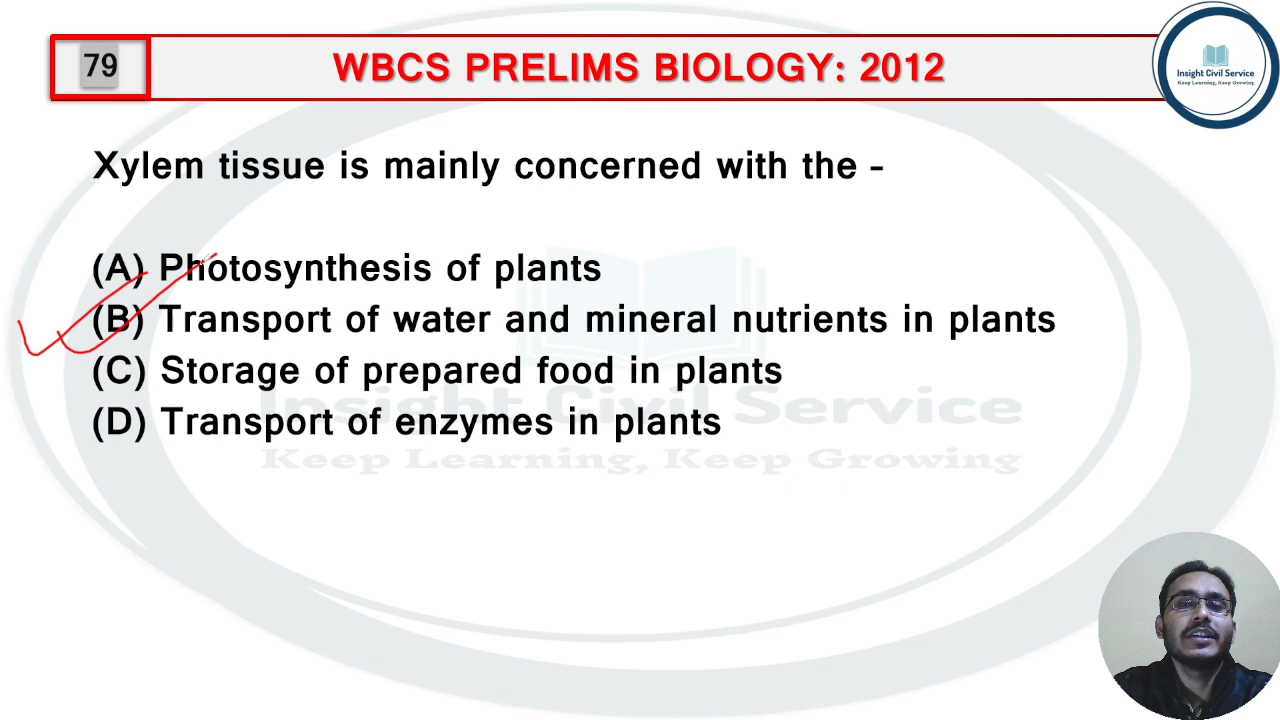 79
WBCS PRELIMS BIOLOGY: 2012
Insight Civil Service
Keep Learning, Keep Growing
Xylem tissue is mainly concerned with the -
(A) Photosynthesis of plants
(B) Transport of water and mineral nutrients in plants
(C) Storage of prepared food in plants
(D) Transport of enzymes in plants
Insight Civil Service
Keep Learning, Keep Growing